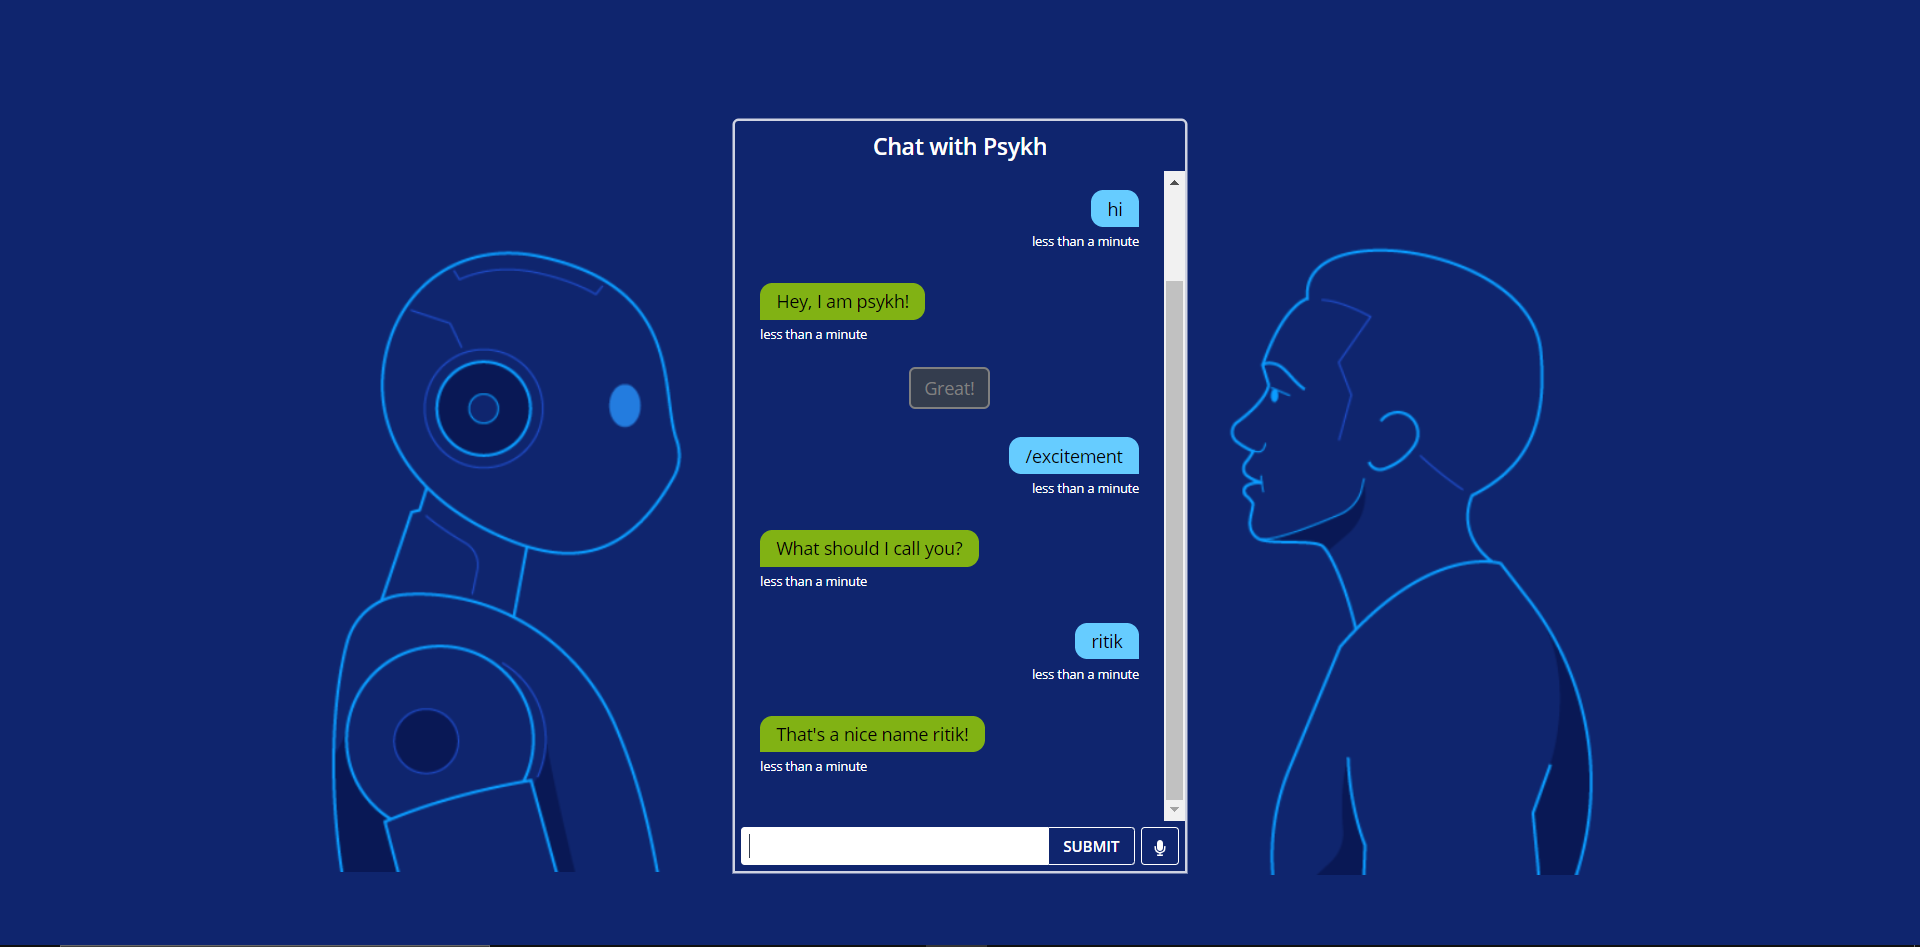 Chat with Psykh
hi
less than a minute
Hey, I am psykh!
less than a minute
Great!
/excitement
less than a minute
What should I call you?
less than a minute
ritik
less than a minute
That's a nice name ritik!
less than a minute
SUBMIT